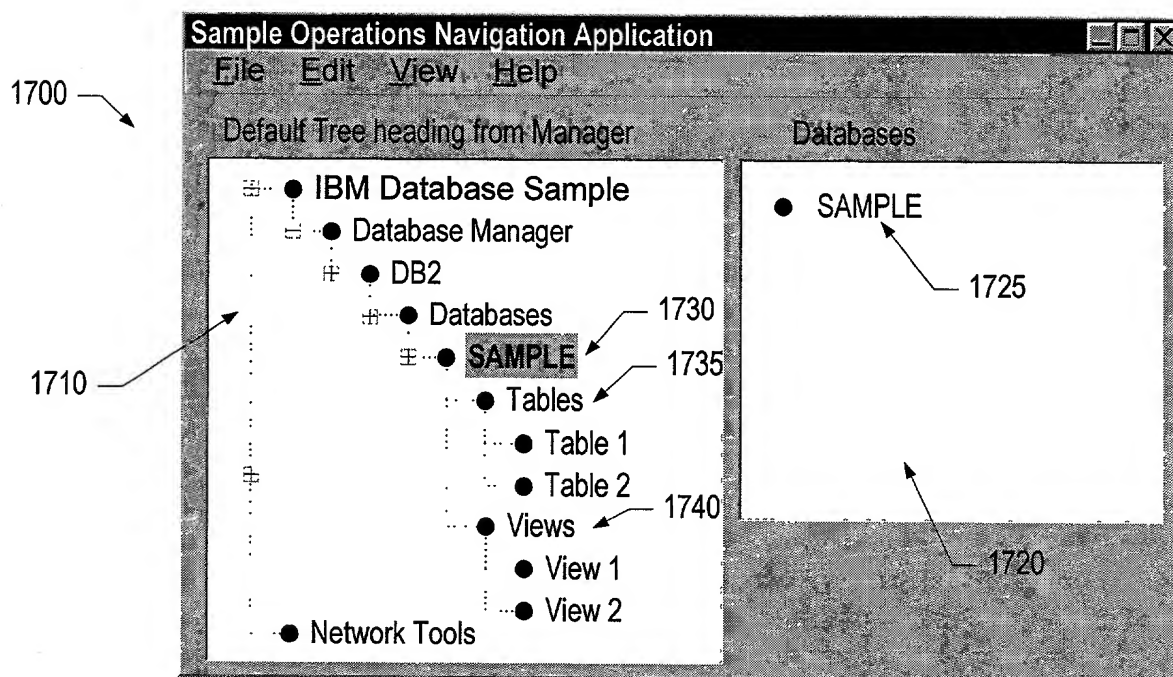 Sample Operations Navigation Application
File Edit View Help
1700
Default Tree heading from Manager
Databases
IBM Database Sample
SAMPLE
Database Manager
DB2
1725
Databases
1730
SAMPLE
1735
1710
Tables
Table 1
Table 2
1740
Views
1720
View 1
View 2
Network Tools